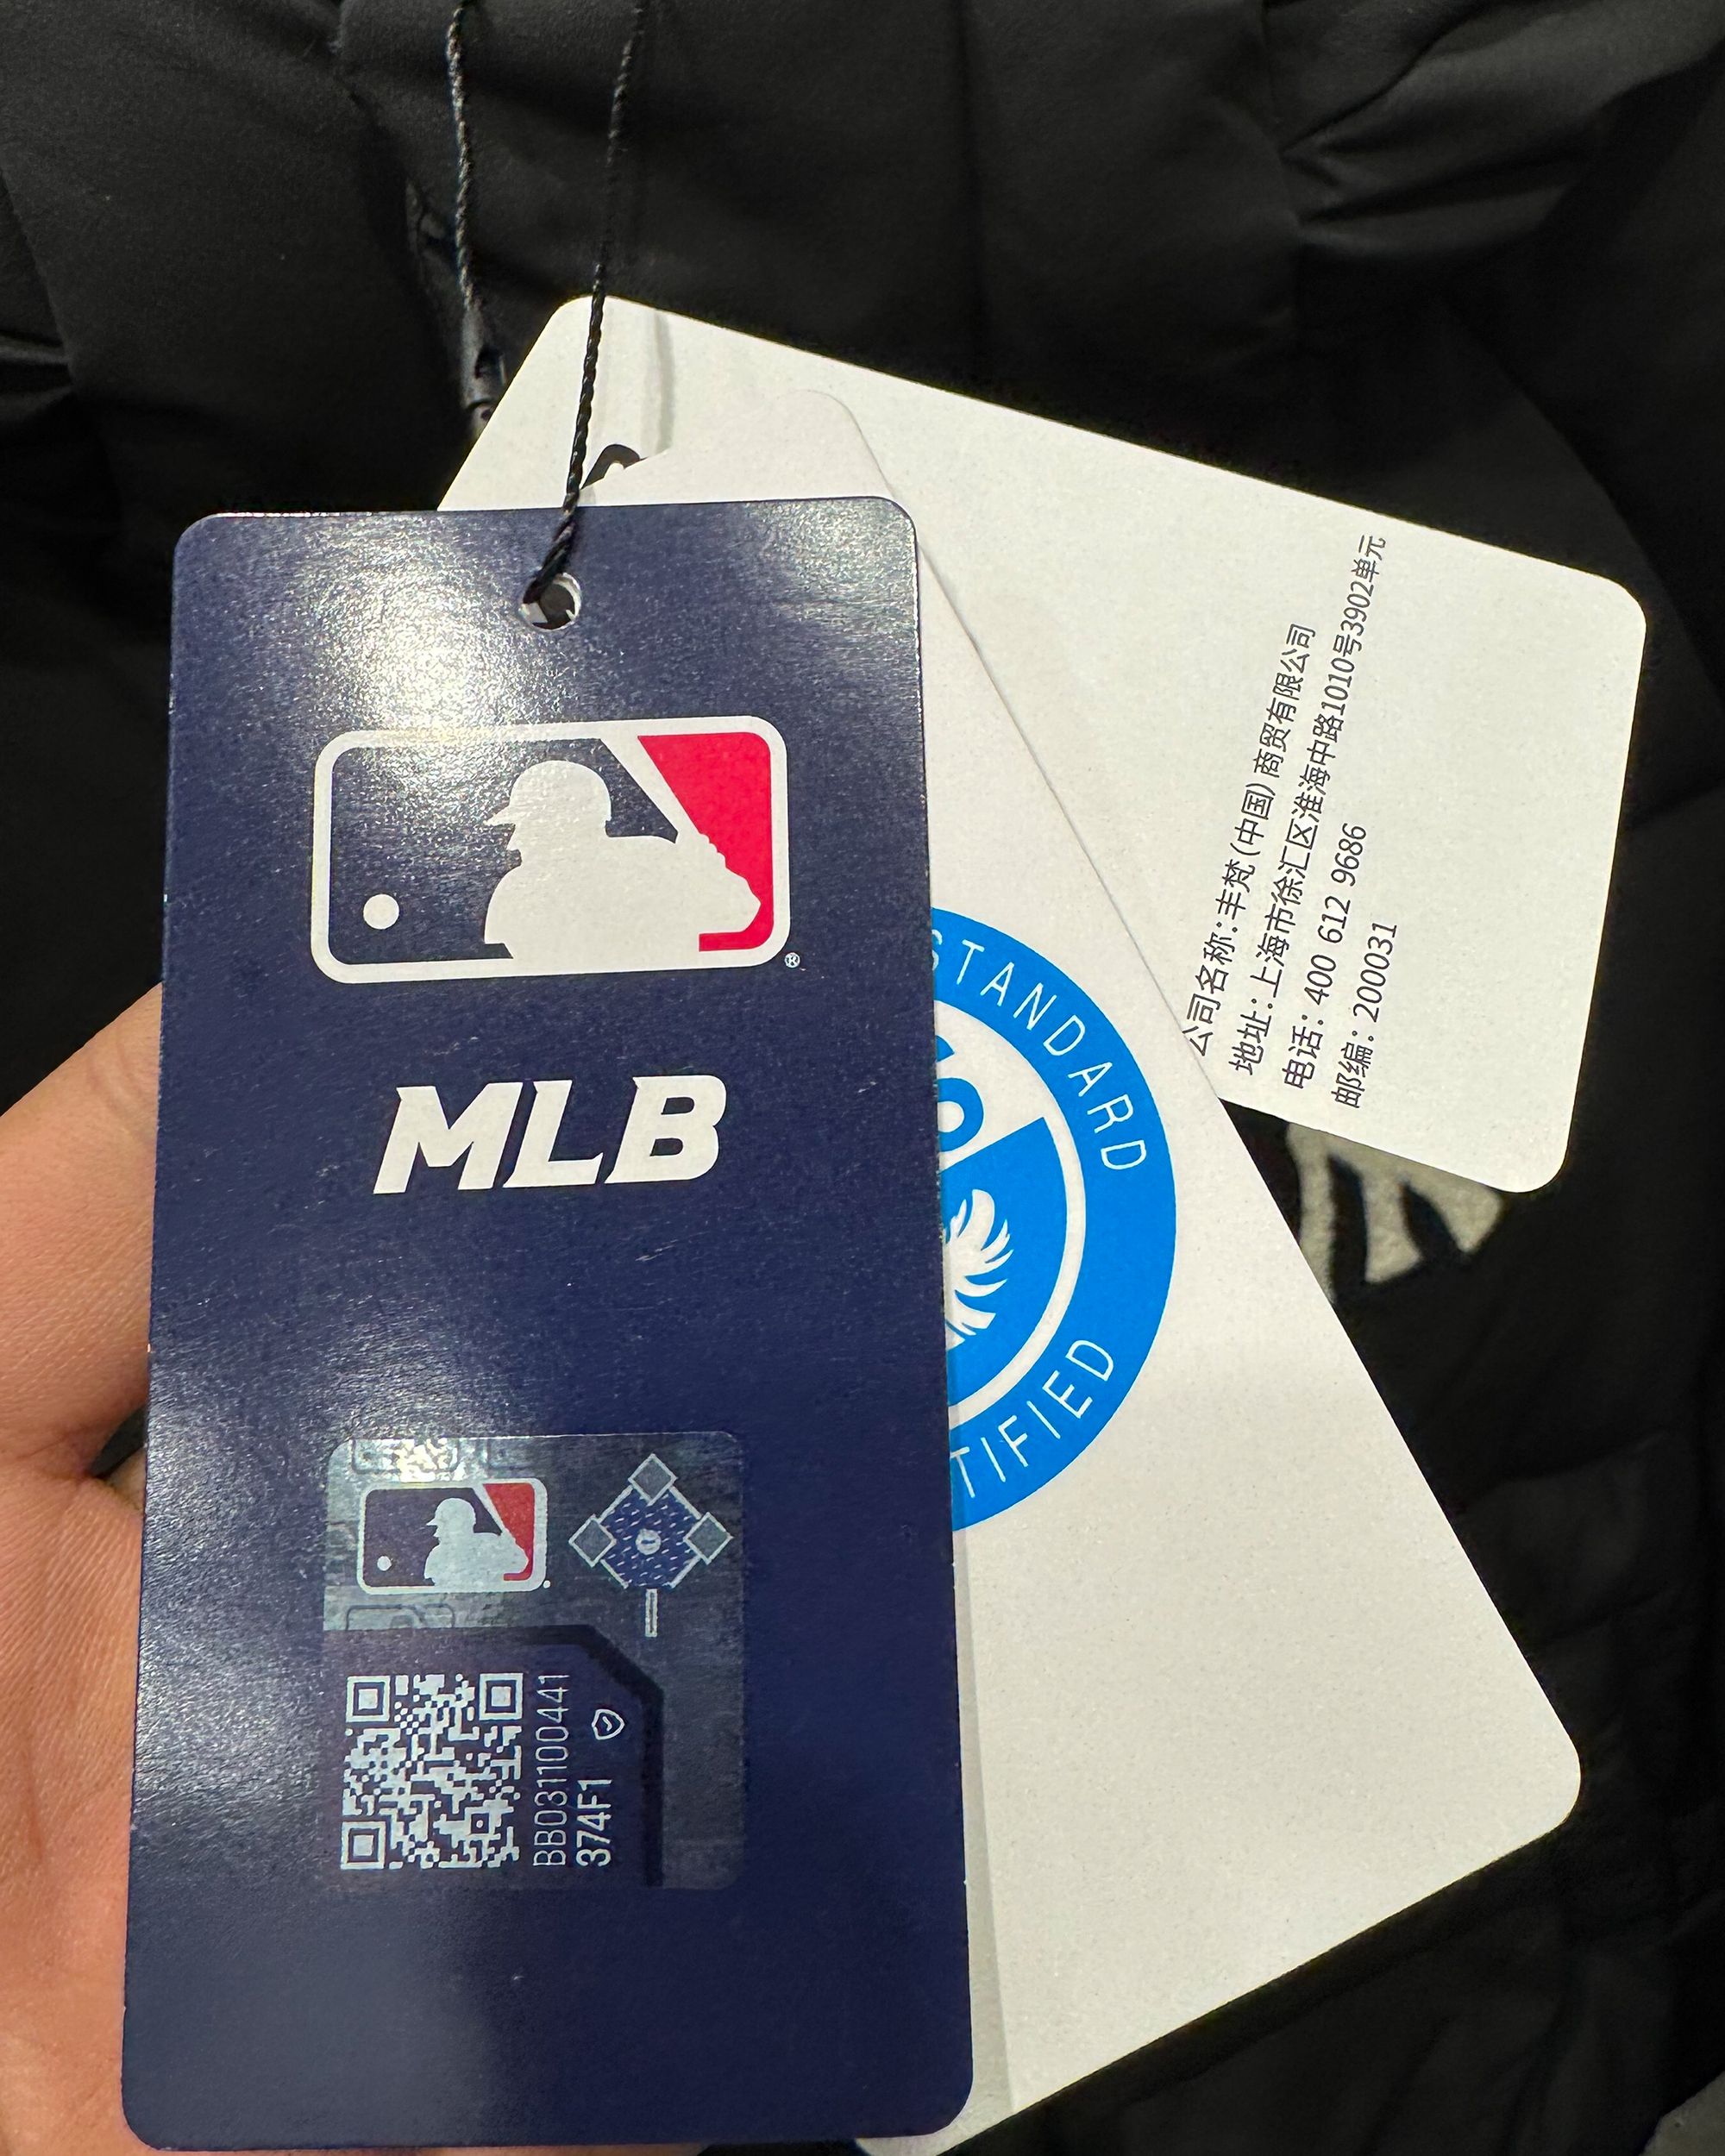 MLB
BB031100441
374F1
STANDARD
公司名称：丰梵(中国)商贸有限公司
地址：上海市徐汇区淮海中路1010号3902单元
电话：400 612 9686
邮编：200031